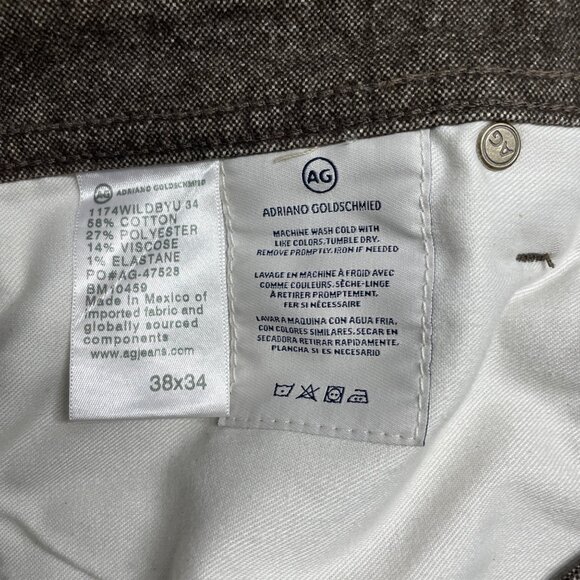 AG ADRIANO GOLDSCHMIED
1174WILDBYU 34
58% COTTON
27% POLYESTER
14% VISCOSE
1% ELASTANE
PO#AG-47528
BM10459
Made in Mexico of
imported fabric and
globally sourced
components
www.agjeans.com
38x34
AG
ADRIANO GOLDSCHMIED
MACHINE WASH COLD WITH
LIKE COLORS. TUMBLE DRY.
REMOVE PROMPTLY. IRON IF NEEDED
LAVAGE EN MACHINE À FROID AVEC
COMME COULEURS. SÈCHE-LINGE
À RETIRER PROMPTEMENT.
FER SI NÉCESSAIRE
LAVAR A MAQUINA CON AGUA FRIA,
CON COLORES SIMILARES. SECAR EN
SECADORA RETIRAR RAPIDAMENTE.
PLANCHA SI ES NECESARIO
AG